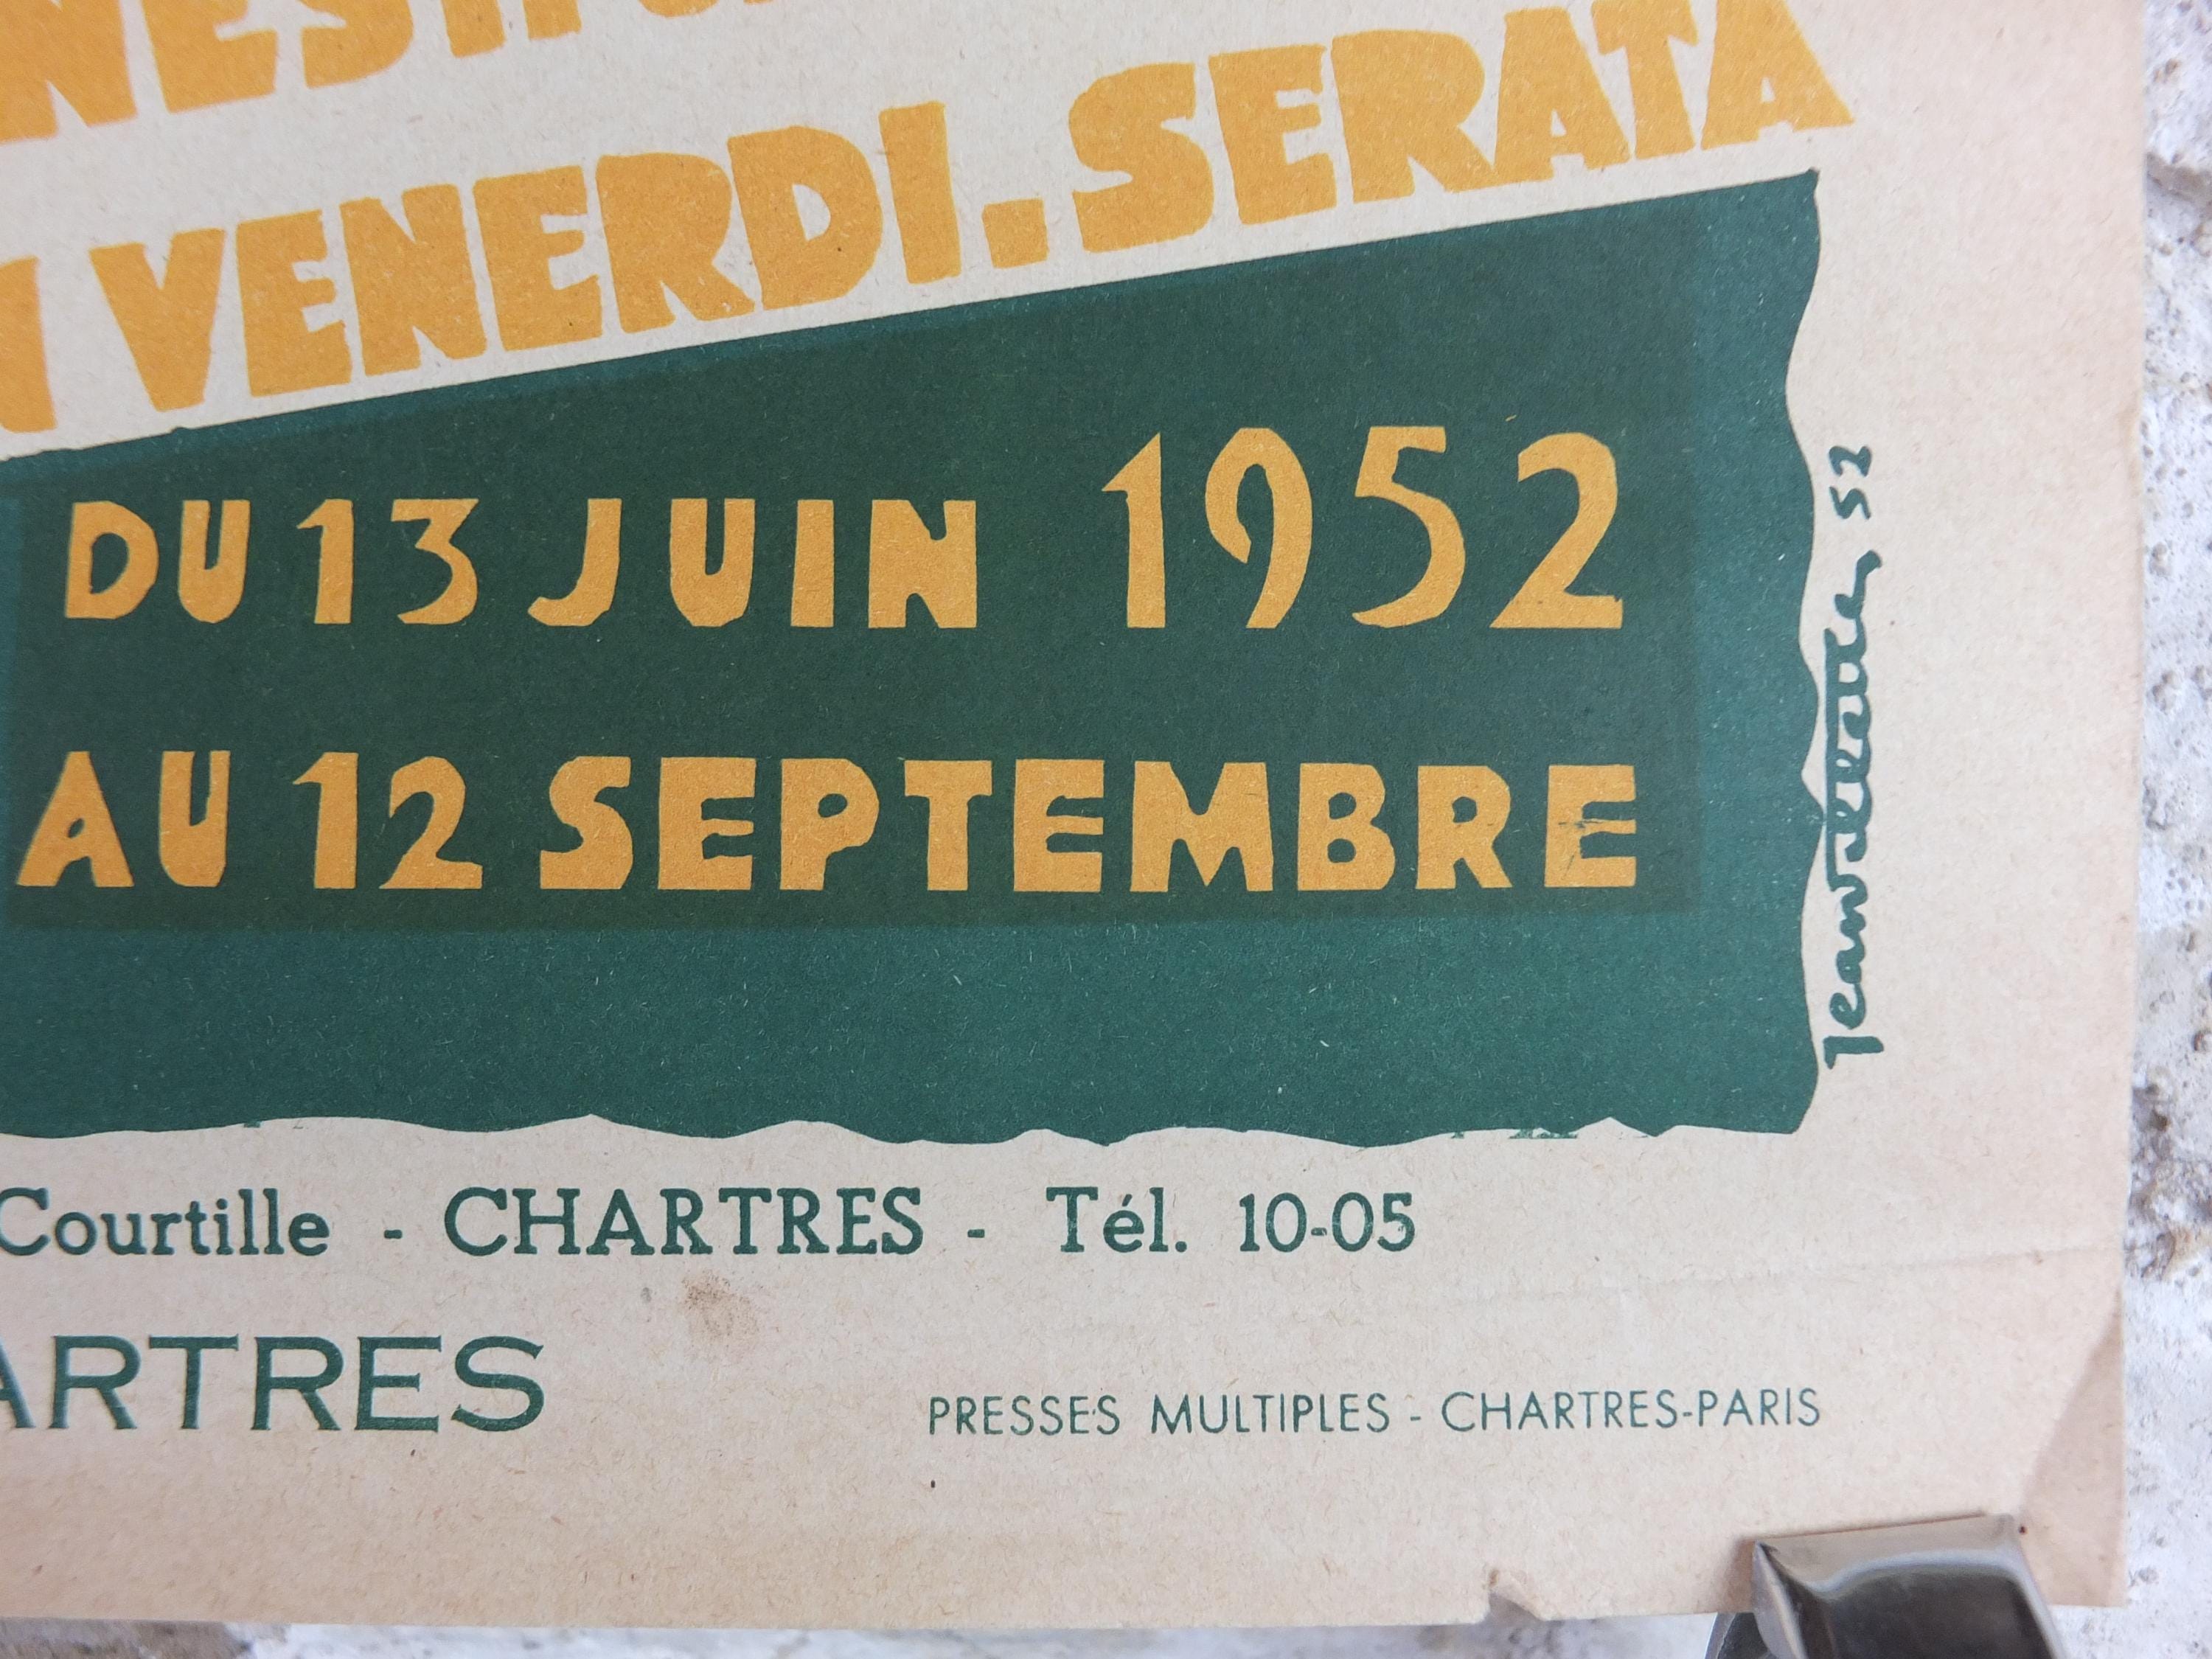 VENERDI. SERATA
DU 13 JUIN 1952
AU 12 SEPTEMBRE
52
Courtille - CHARTRES - Tél. 10-05
ARTRES
PRESSES MULTIPLES - CHARTRES-PARIS